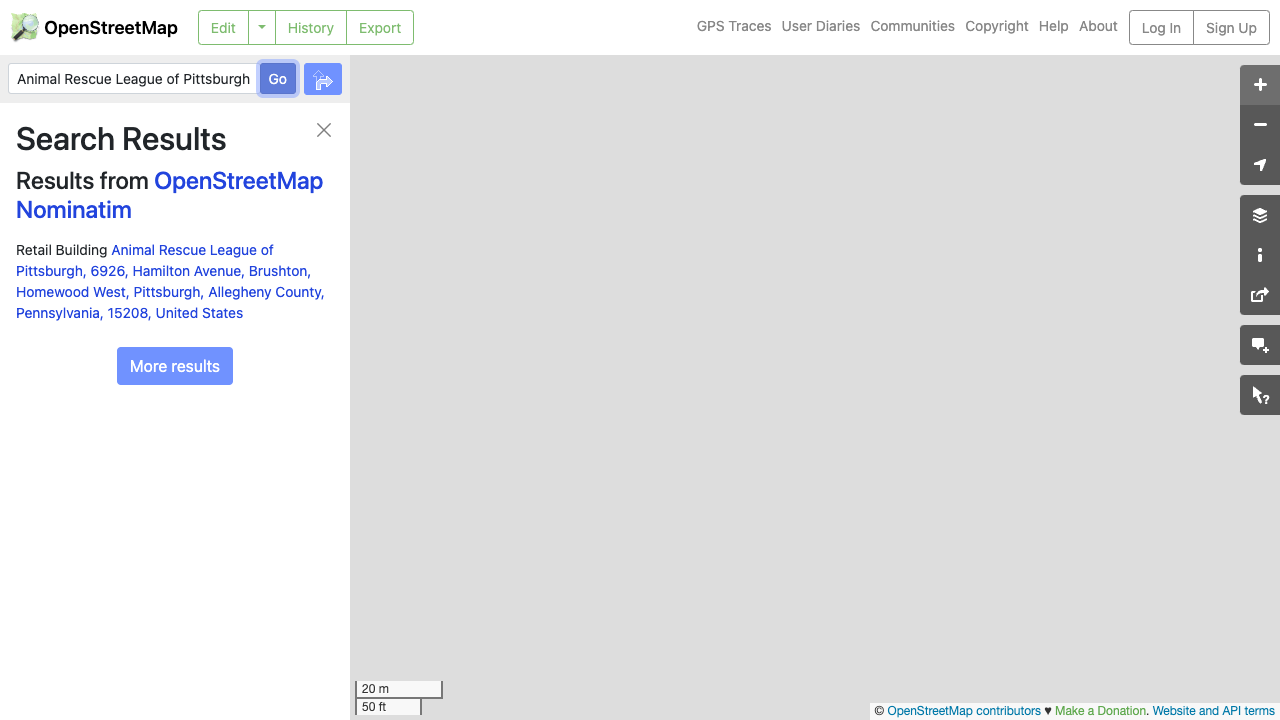 OpenStreetMap
Edit
History
Export
GPS Traces
User Diaries
Communities
Copyright
Help
About
Log In
Sign Up
Animal Rescue League of Pittsburgh
Go
Search Results
Results from OpenStreetMap
Nominatim
Retail Building Animal Rescue League of
Pittsburgh, 6926, Hamilton Avenue, Brushton,
Homewood West, Pittsburgh, Allegheny County,
Pennsylvania, 15208, United States
More results
20 m
50 ft
© OpenStreetMap contributors ♥ Make a Donation. Website and API terms